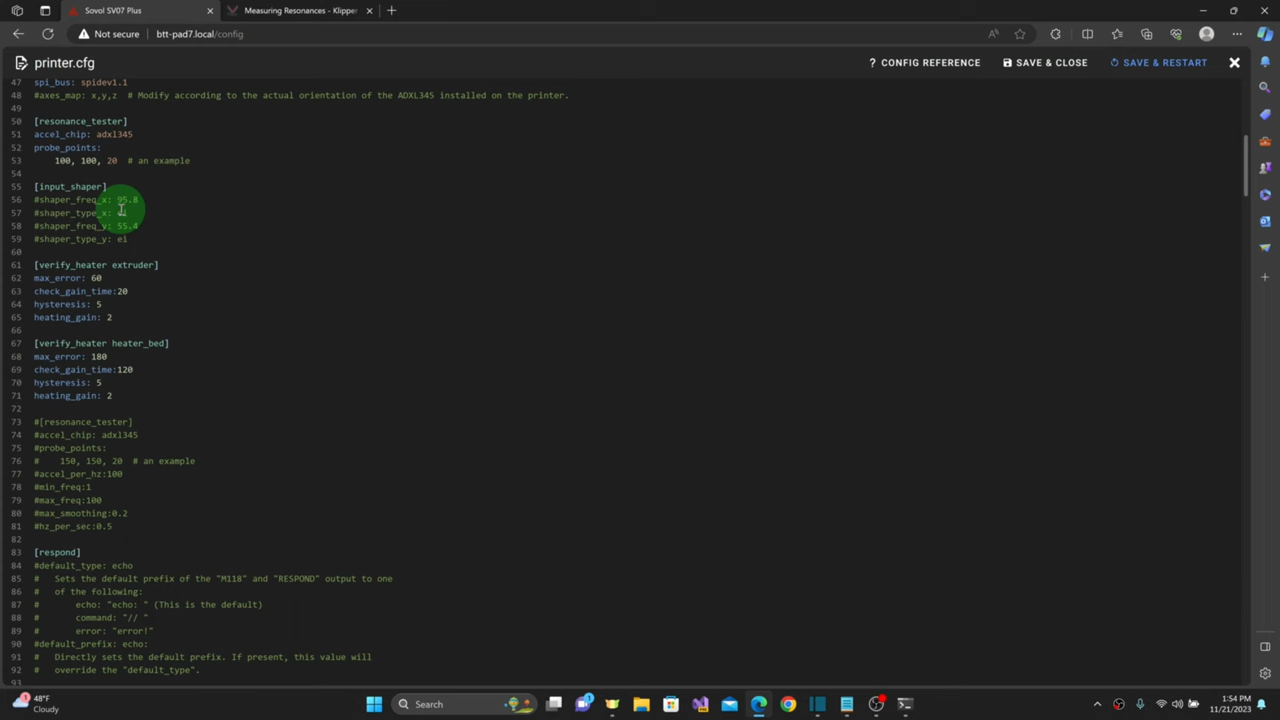 Sovol SV07 Plus
Measuring Resonances - Klipper
Not secure
btt-pad7.local/config
printer.cfg
? CONFIG REFERENCE
SAVE & CLOSE
SAVE & RESTART
47 spi_bus: spidev1.1
48 #axes_map: x,y,z # Modify according to the actual orientation of the ADXL345 installed on the printer.
49
50 [resonance_tester]
51 accel_chip: adxl345
52 probe_points:
53 100, 100, 20 # an example
54
55 [input_shaper]
56 #shaper_freq_x: 95.8
57 #shaper_type_x:
58 #shaper_freq_y: 55.4
59 #shaper_type_y: ei
60
61 [verify_heater extruder]
62 max_error: 60
63 check_gain_time:20
64 hysteresis: 5
65 heating_gain: 2
66
67 [verify_heater heater_bed]
68 max_error: 180
69 check_gain_time:120
70 hysteresis: 5
71 heating_gain: 2
72
73 #[resonance_tester]
74 #accel_chip: adxl345
75 #probe_points:
76 # 150, 150, 20 # an example
77 #accel_per_hz:100
78 #min_freq:1
79 #max_freq:100
80 #max_smoothing:0.2
81 #hz_per_sec:0.5
82
83 [respond]
84 #default_type: echo
85 # Sets the default prefix of the "M118" and "RESPOND" output to one
86 # of the following:
87 # echo: "echo: " (This is the default)
88 # command: "// "
89 # error: "error!"
90 #default_prefix: echo:
91 # Directly sets the default prefix. If present, this value will
92 # override the "default_type".
93
1
48°F
Cloudy
Search
1
1:54 PM
11/21/2023